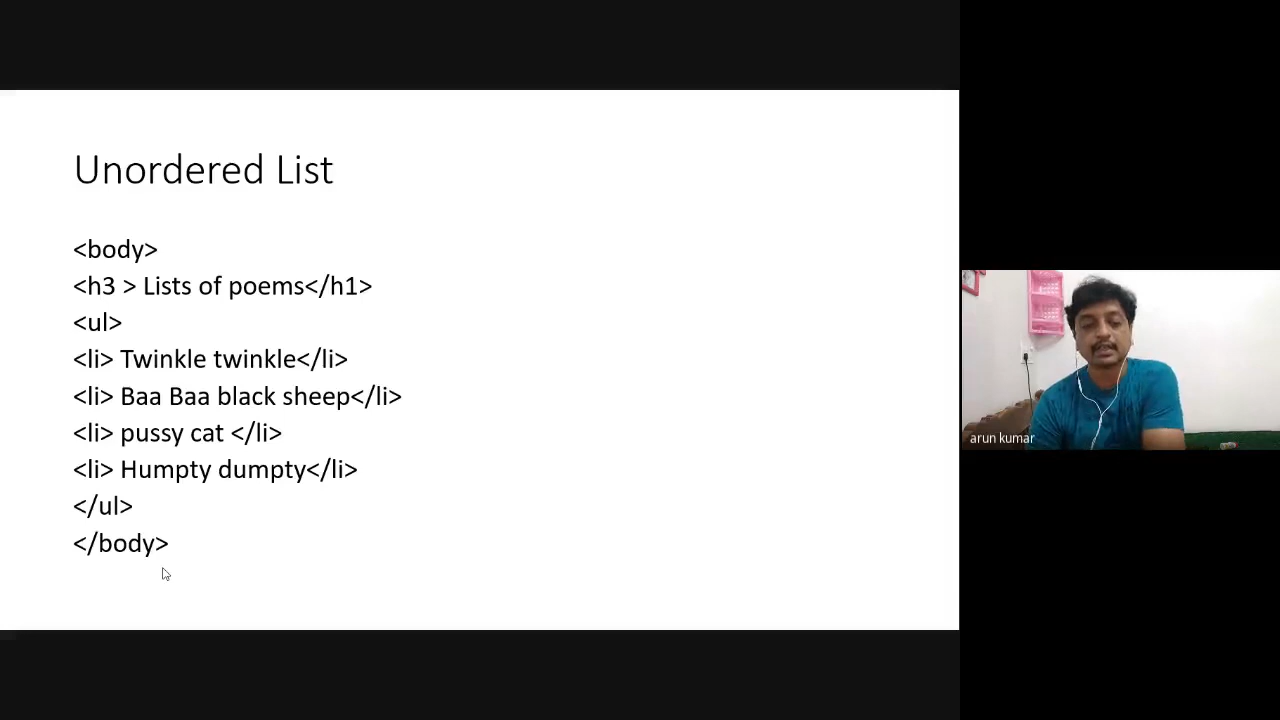 Unordered List
<body>
<h3 > Lists of poems</h1>
<ul>
<li> Twinkle twinkle</li>
<li> Baa Baa black sheep</li>
<li> pussy cat </li>
<li> Humpty dumpty</li>
</ul>
</body>
arun kumar